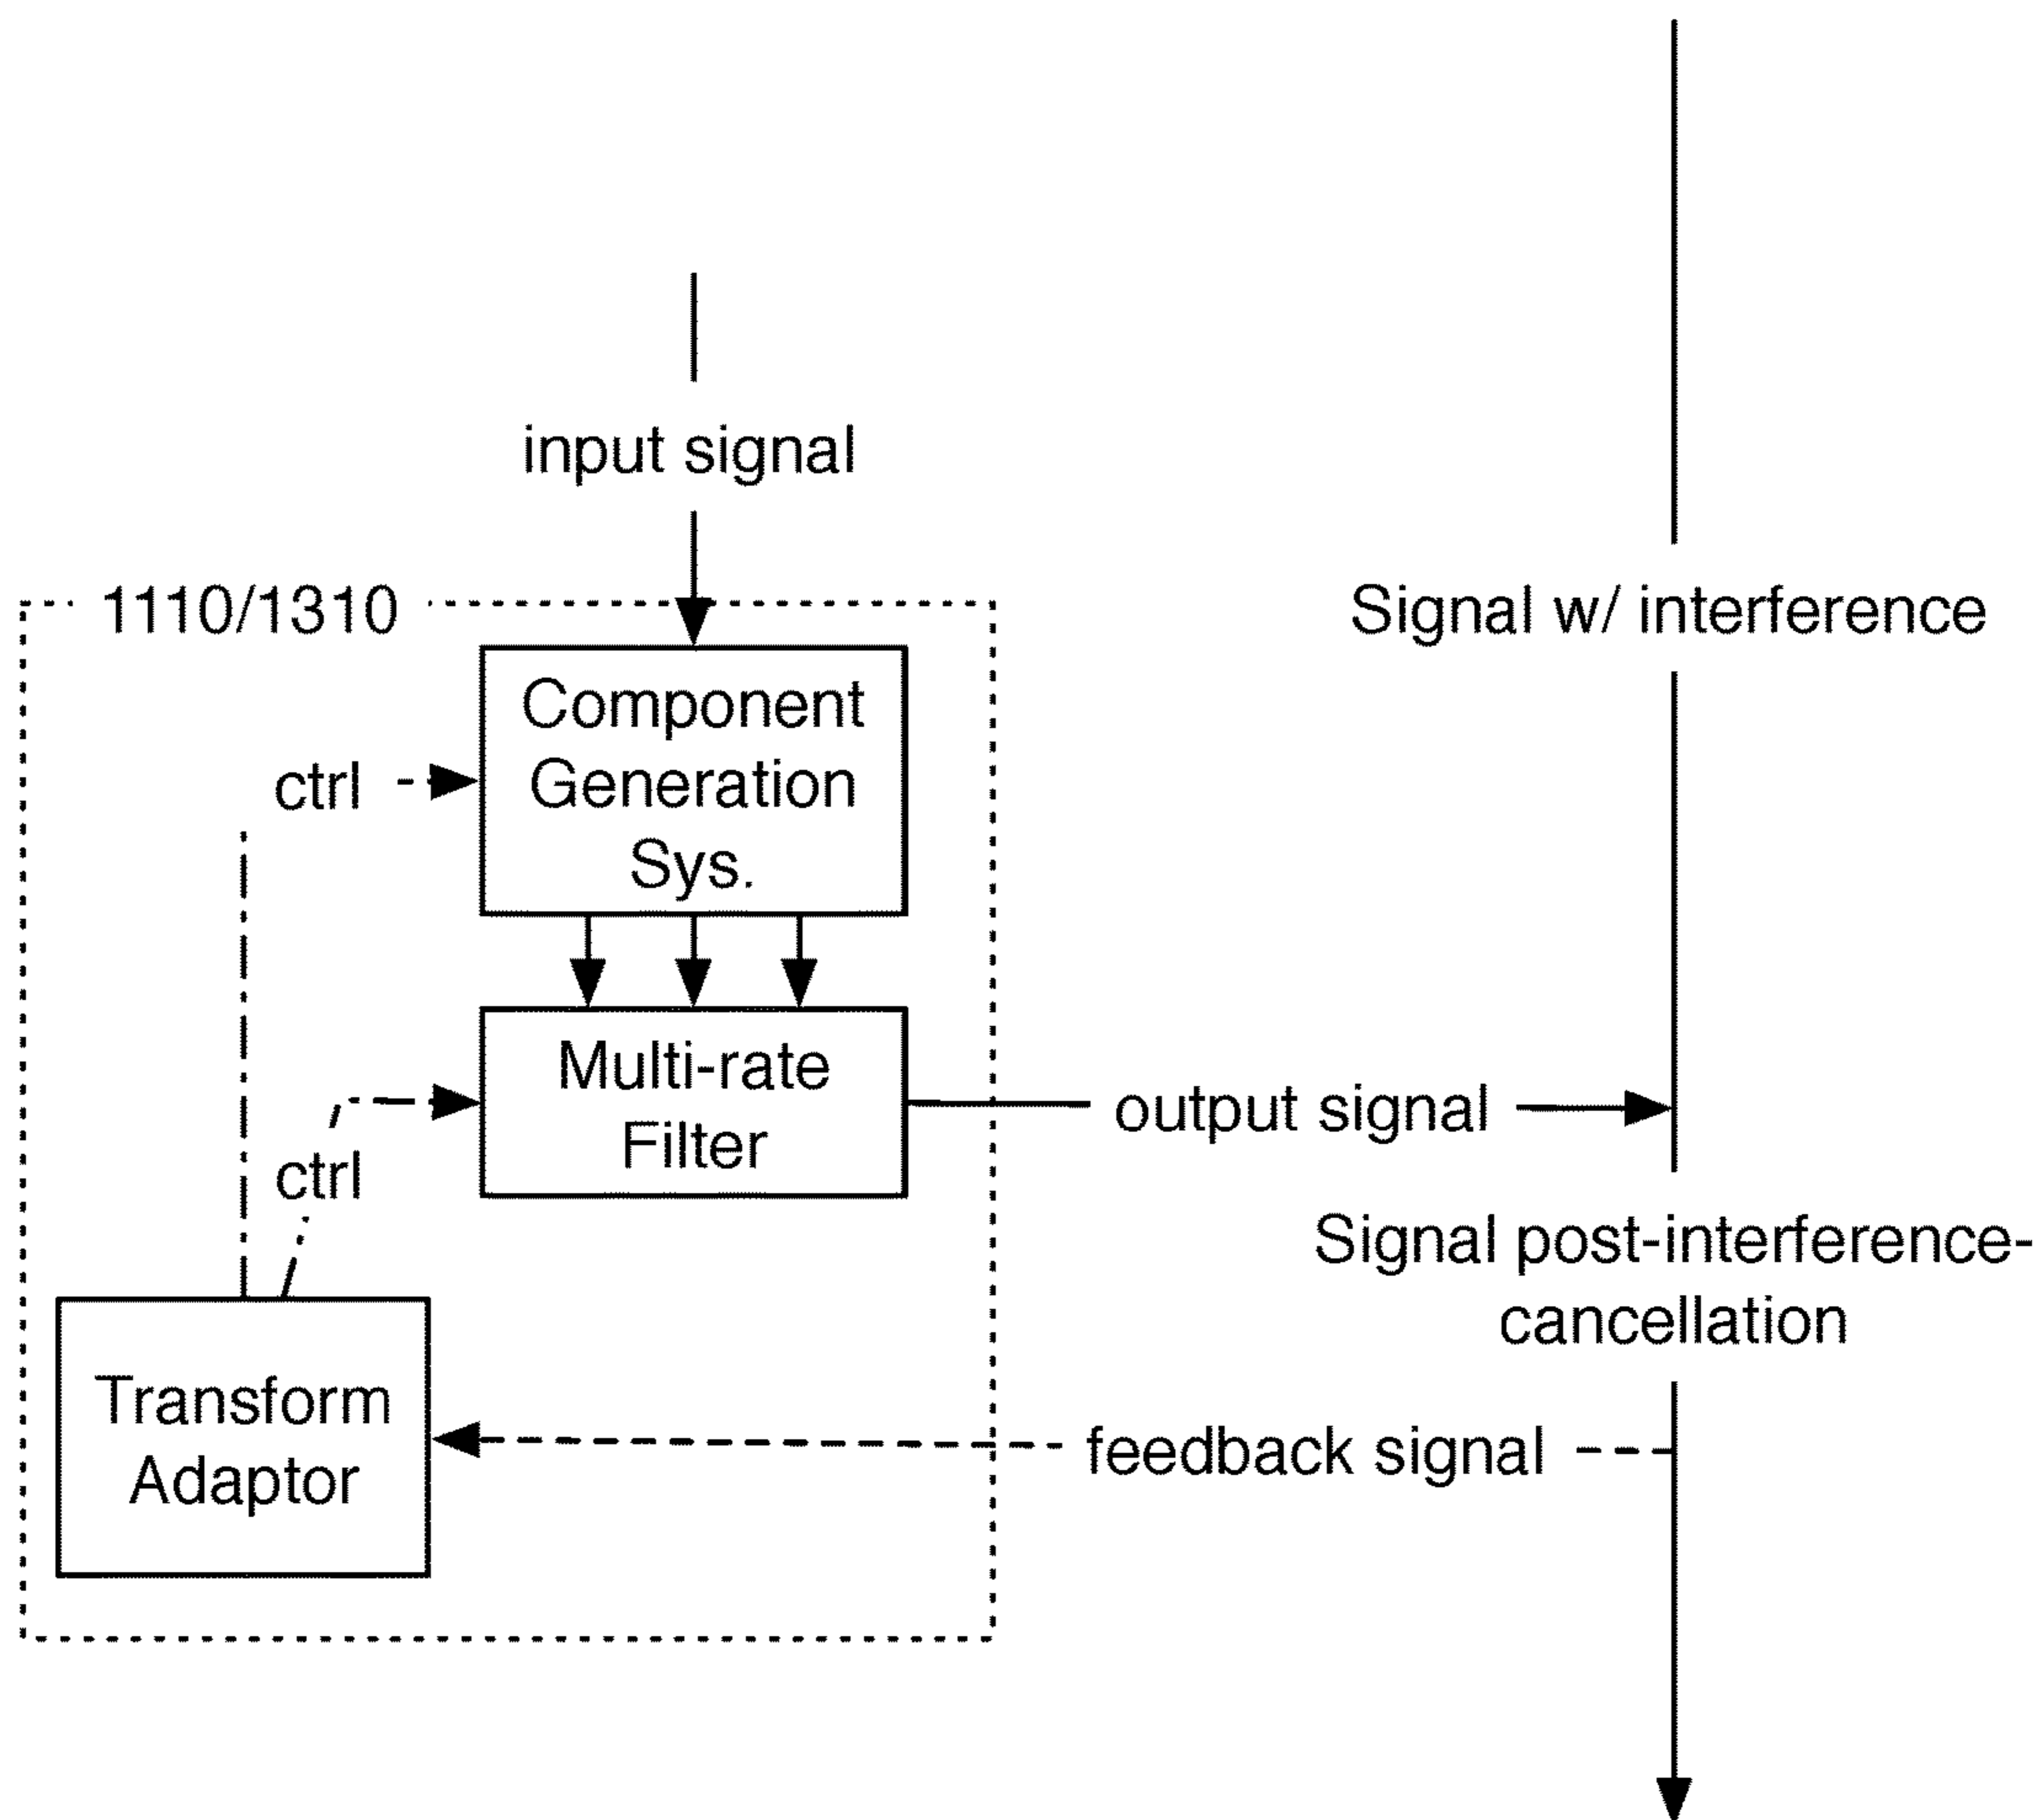 input signal
1110/1310
Signal w/ interference
Component
Generation
Sys.
ctrl
Multi-rate
Filter
output signal
ctrl
Signal post-interference-
cancellation
Transform
Adaptor
feedback signal